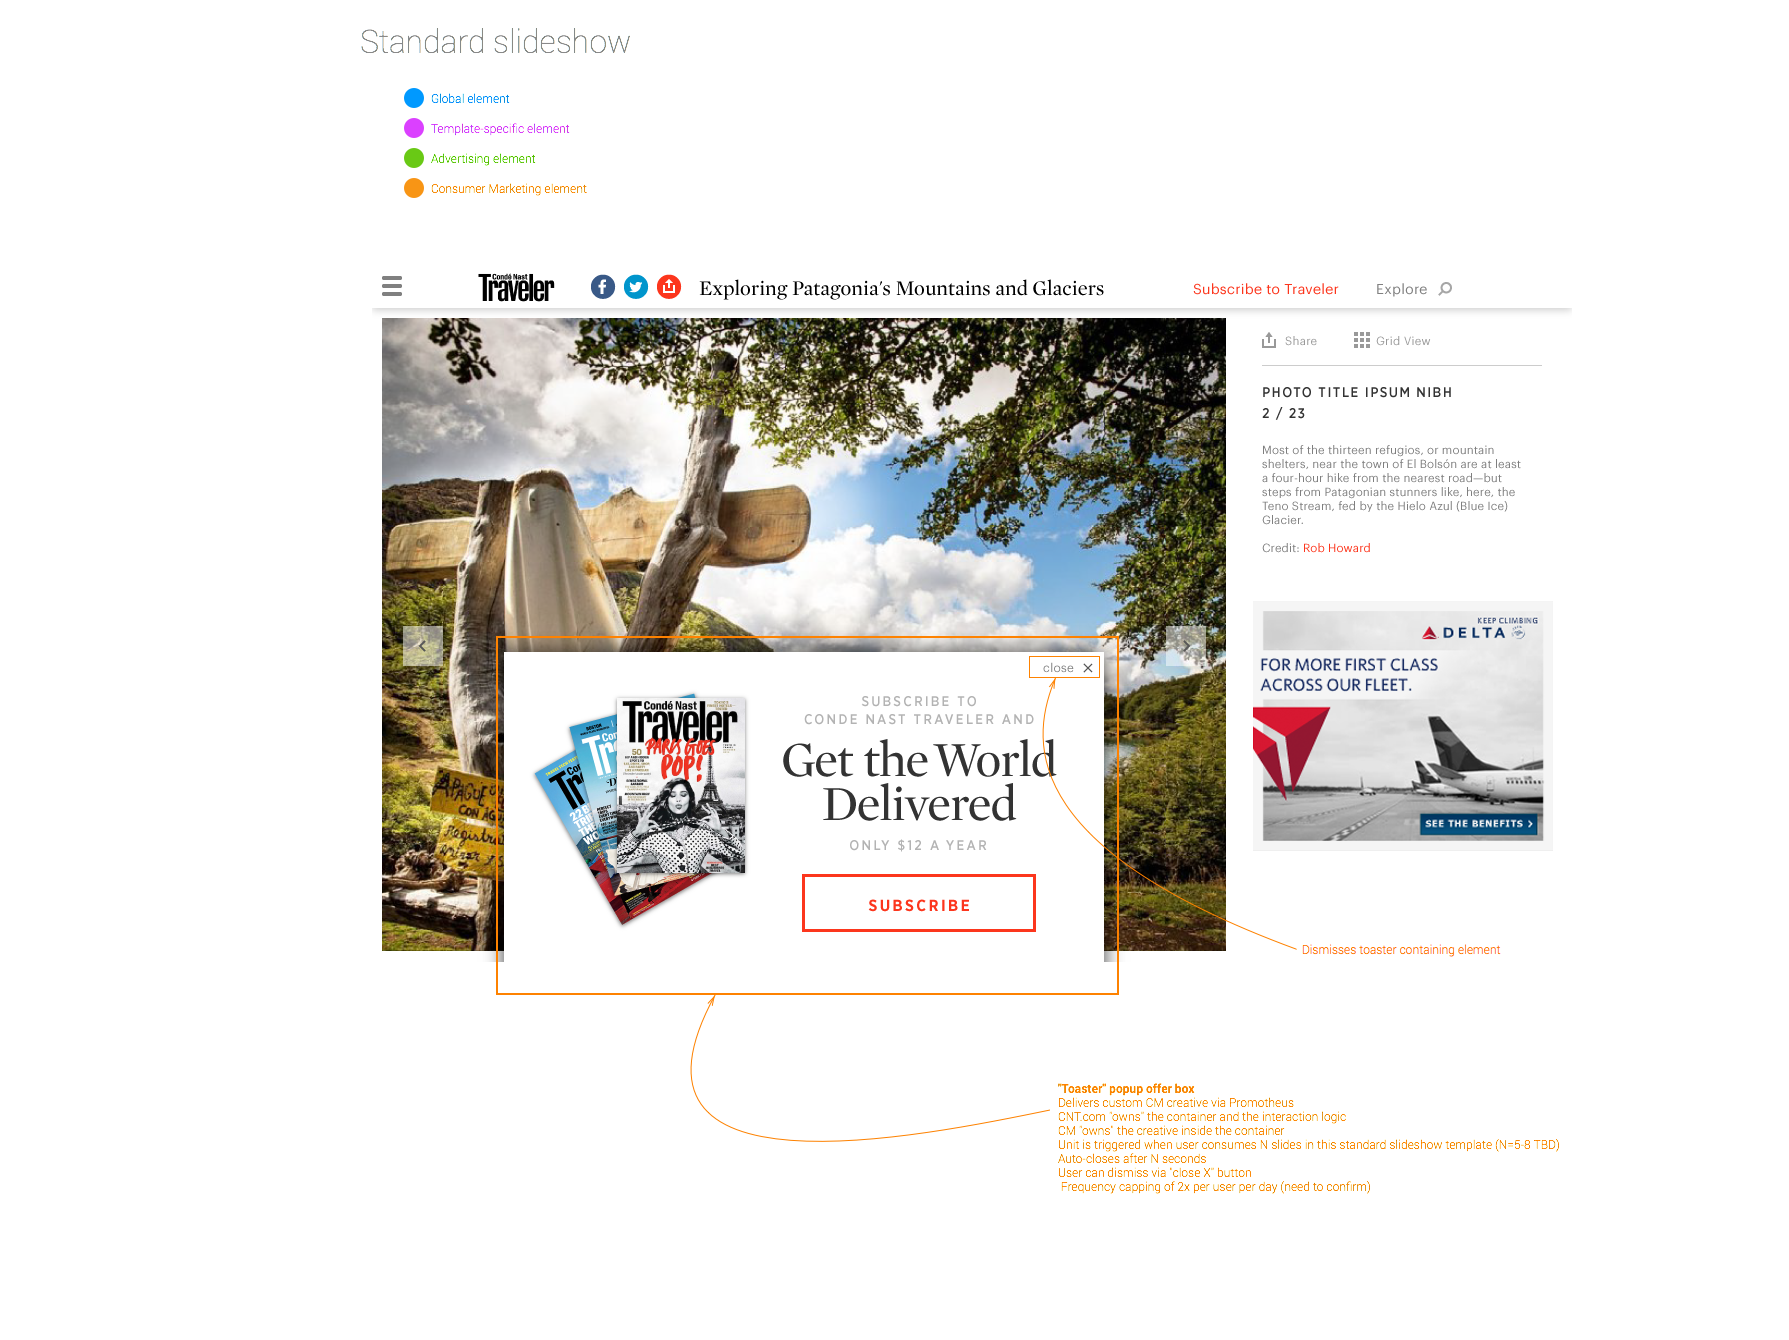 Standard slideshow
Global element
Template-specific element
Advertising element
Consumer Marketing element
Condé Nast
Traveler
Exploring Patagonia's Mountains and Glaciers
Subscribe to Traveler
Explore
Share
Grid View
PHOTO TITLE IPSUM NIBH
2 / 23
Most of the thirteen refugios, or mountain
shelters, near the town of El Bolsón are at least
a four-hour hike from the nearest road—but
steps from Patagonian stunners like, here, the
Teno Stream, fed by the Hielo Azul (Blue Ice)
Glacier.
Credit: Rob Howard
KEEP CLIMBING
DELTA
FOR MORE FIRST CLASS
ACROSS OUR FLEET.
SEE THE BENEFITS >
close X
Condé Nast
Traveler
PARIS GOES
POP!
50
SUBSCRIBE TO
CONDE NAST TRAVELER AND
Get the World
Delivered
ONLY $12 A YEAR
SUBSCRIBE
APAGUE
CON AG
Registr
Dismisses toaster containing element
"Toaster" popup offer box
Delivers custom CM creative via Promotheus
CNT.com "owns" the container and the interaction logic
CM "owns" the creative inside the container
Unit is triggered when user consumes N slides in this standard slideshow template (N=5-8 TBD)
Auto-closes after N seconds
User can dismiss via "close X" button
Frequency capping of 2x per user per day (need to confirm)